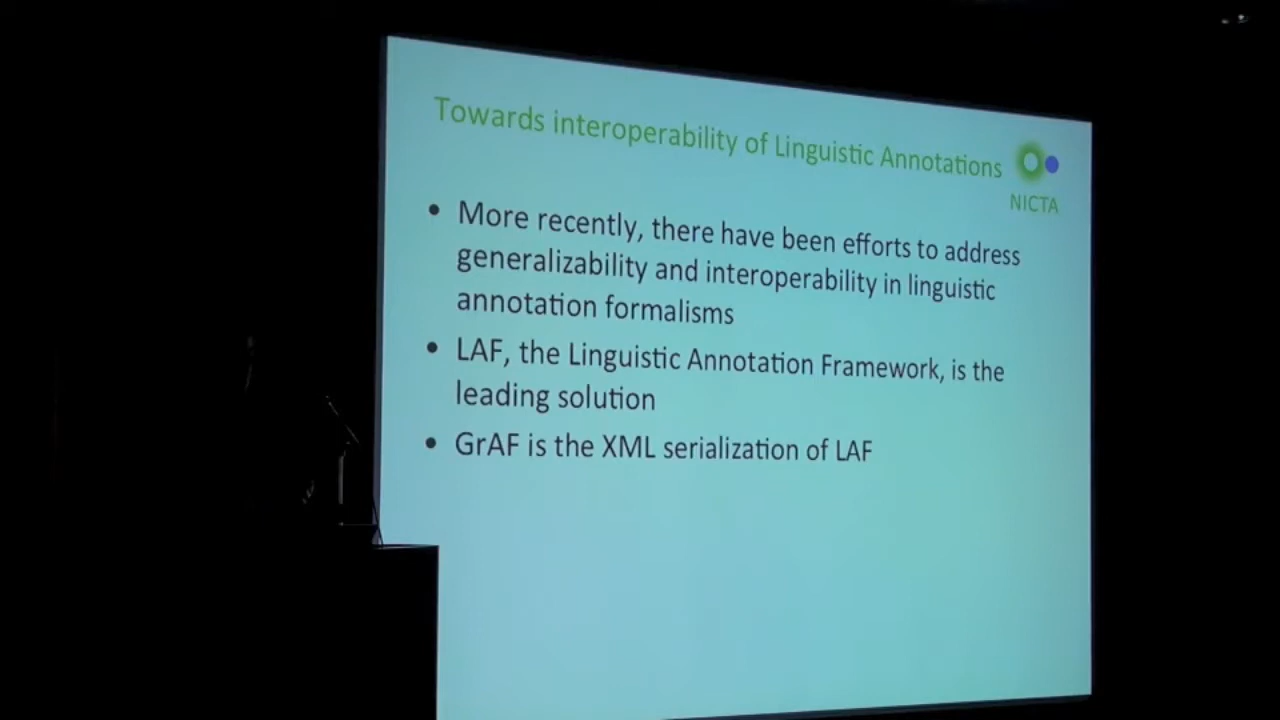 Towards interoperability of Linguistic Annotations
NICTA
• More recently, there have been efforts to address
generalizability and interoperability in linguistic
annotation formalisms
• LAF, the Linguistic Annotation Framework, is the
leading solution
• GrAF is the XML serialization of LAF